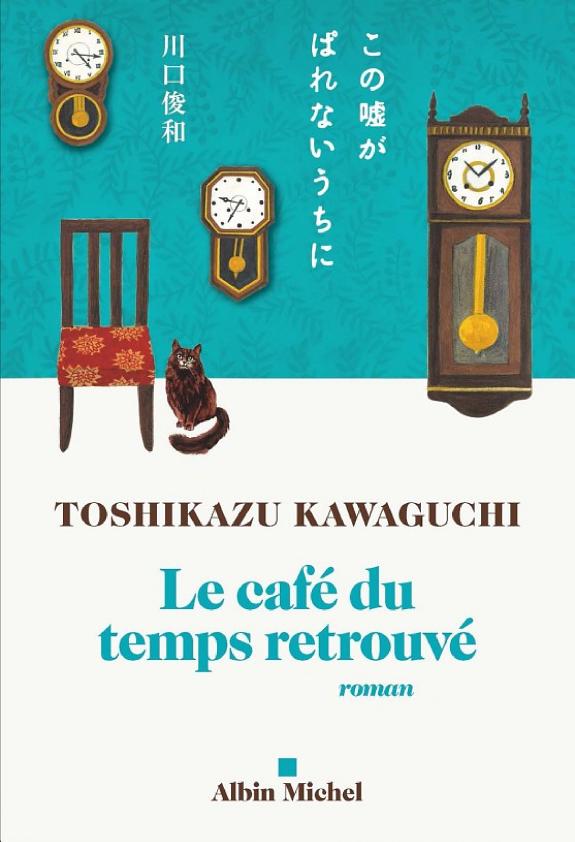 この嘘が
ばれないうちに
川口俊和
TOSHIKAZU KAWAGUCHI
Le café du
temps retrouvé
roman
Albin Michel